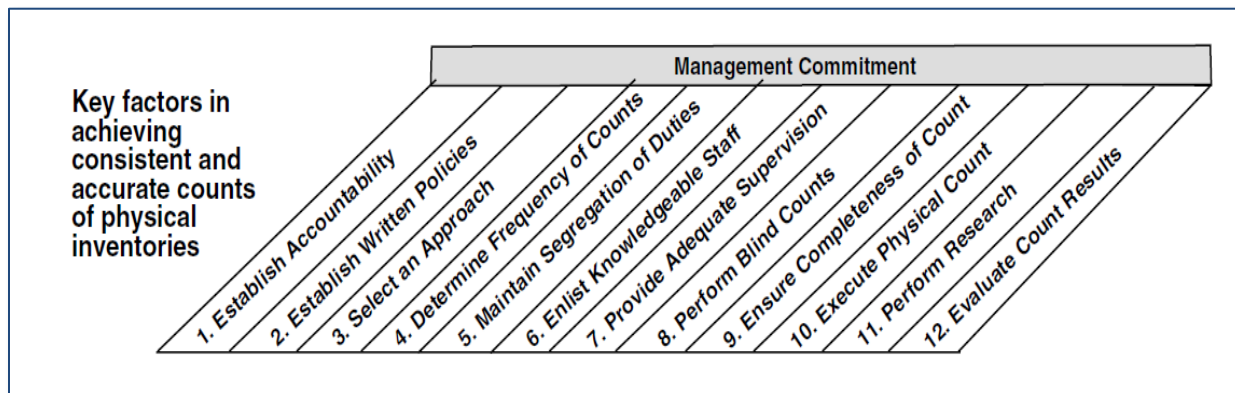 Management Commitment
Key factors in
achieving
consistent and
accurate counts
of physical
inventories
1. Establish Accountability
2. Establish Written Policies
3. Select an Approach
4. Determine Frequency of Counts
5. Maintain Segregation of Duties
6. Enlist Knowledgeable Staff
7. Provide Adequate Supervision
8. Perform Blind Counts
9. Ensure Completeness of Count
10. Execute Physical Count
11. Perform Research
12. Evaluate Count Results